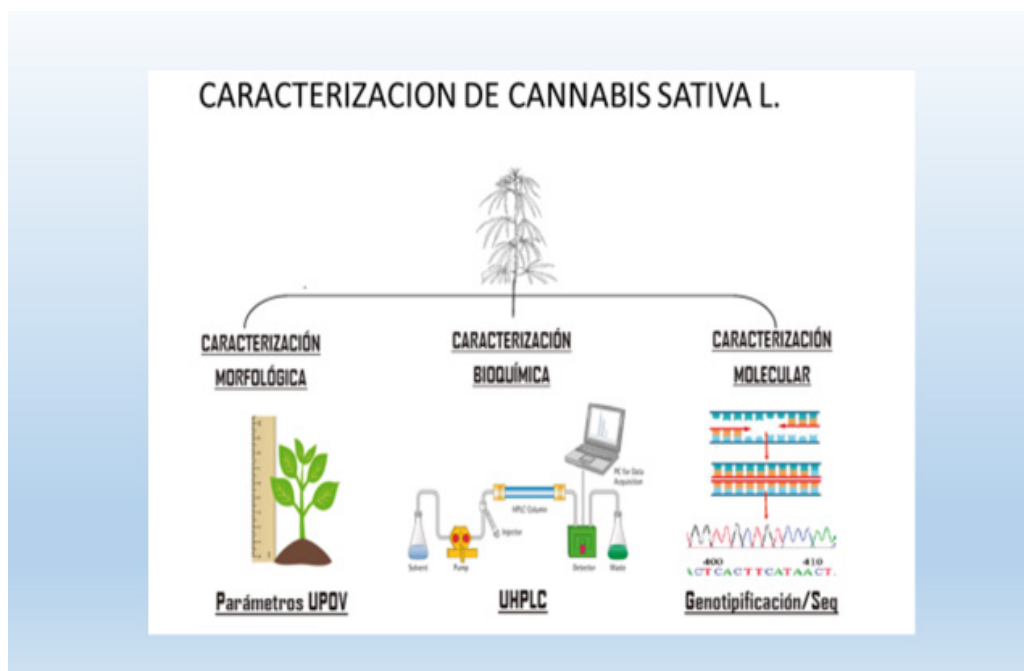 CARACTERIZACION DE CANNABIS SATIVA L.
CARACTERIZACIÓN
MORFOLÓGICA
Parámetros UPOV
CARACTERIZACIÓN
BIOQUÍMICA
PC for Data
Acquisition
HPLC Column
Injector
Solvent
Pump
Detector
Waste
UHPLC
CARACTERIZACIÓN
MOLECULAR
400 410
ACTCACTTCATAACT.
Genotipificación/Seq